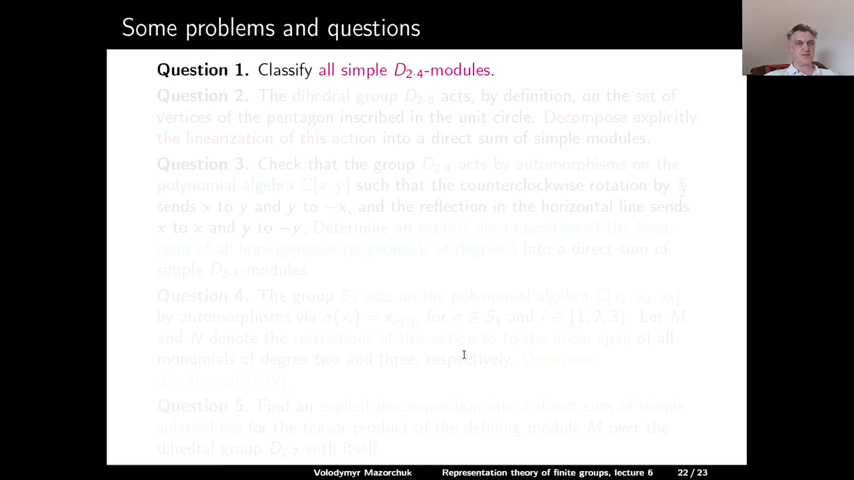 Some problems and questions
Question 1. Classify all simple D₂.₄-modules.
Question 2. The dihedral group D₂.₅ acts, by definition, on the set of
vertices of the pentagon inscribed in the unit circle. Decompose explicitly
the linearization of this action into a direct sum of simple modules.
Question 3. Check that the group D₂.₄ acts by automorphisms on the
polynomial algebra ℂ[x, y] such that the counterclockwise rotation by π/2
sends x to y and y to −x, and the reflection in the horizontal line sends
x to x and y to −y. Determine an explicit decomposition of the linear
span of all homogeneous polynomials of degree 3 into a direct sum of
simple D₂.₄-modules.
Question 4. The group S₃ acts on the polynomial algebra ℂ[x₁, x₂, x₃]
by automorphisms via σ(xᵢ) = x_σ(i), for σ ∈ S₃ and i ∈ {1, 2, 3}. Let M
and N denote the restrictions of this action to to the linear span of all
monomials of degree two and three, respectively. Determine
Question 5. Find an explicit decomposition into a direct sum of simple
submodules for the tensor product of the defining module M over the
dihedral group D₂.₇ with itself.
Volodymyr Mazorchuk Representation theory of finite groups, lecture 6 22/23